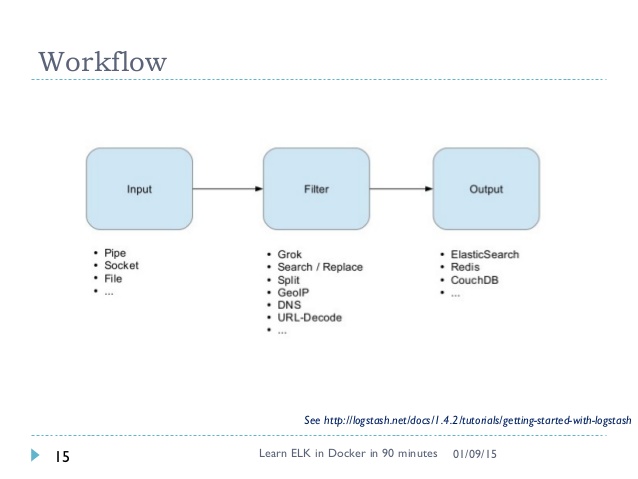 Workflow
Input
Filter
Output
• Pipe
• Socket
• File
• ...
• Grok
• Search / Replace
• Split
• GeoIP
• DNS
• URL-Decode
• ...
• ElasticSearch
• Redis
• CouchDB
• ...
See http://logstash.net/docs/1.4.2/tutorials/getting-started-with-logstash
15
Learn ELK in Docker in 90 minutes
01/09/15